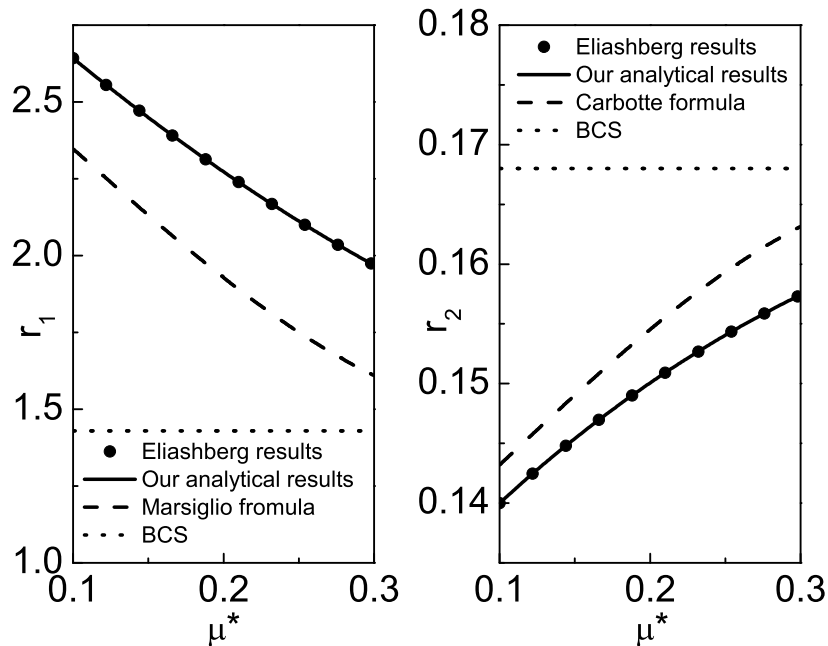 2.5
2.0
1.5
1.0
r1
Eliashberg results
Our analytical results
Marsiglio fromula
BCS
0.1
0.2
0.3
μ*
0.18
0.17
0.16
0.15
0.14
r2
Eliashberg results
Our analytical results
Carbotte formula
BCS
0.1
0.2
0.3
μ*